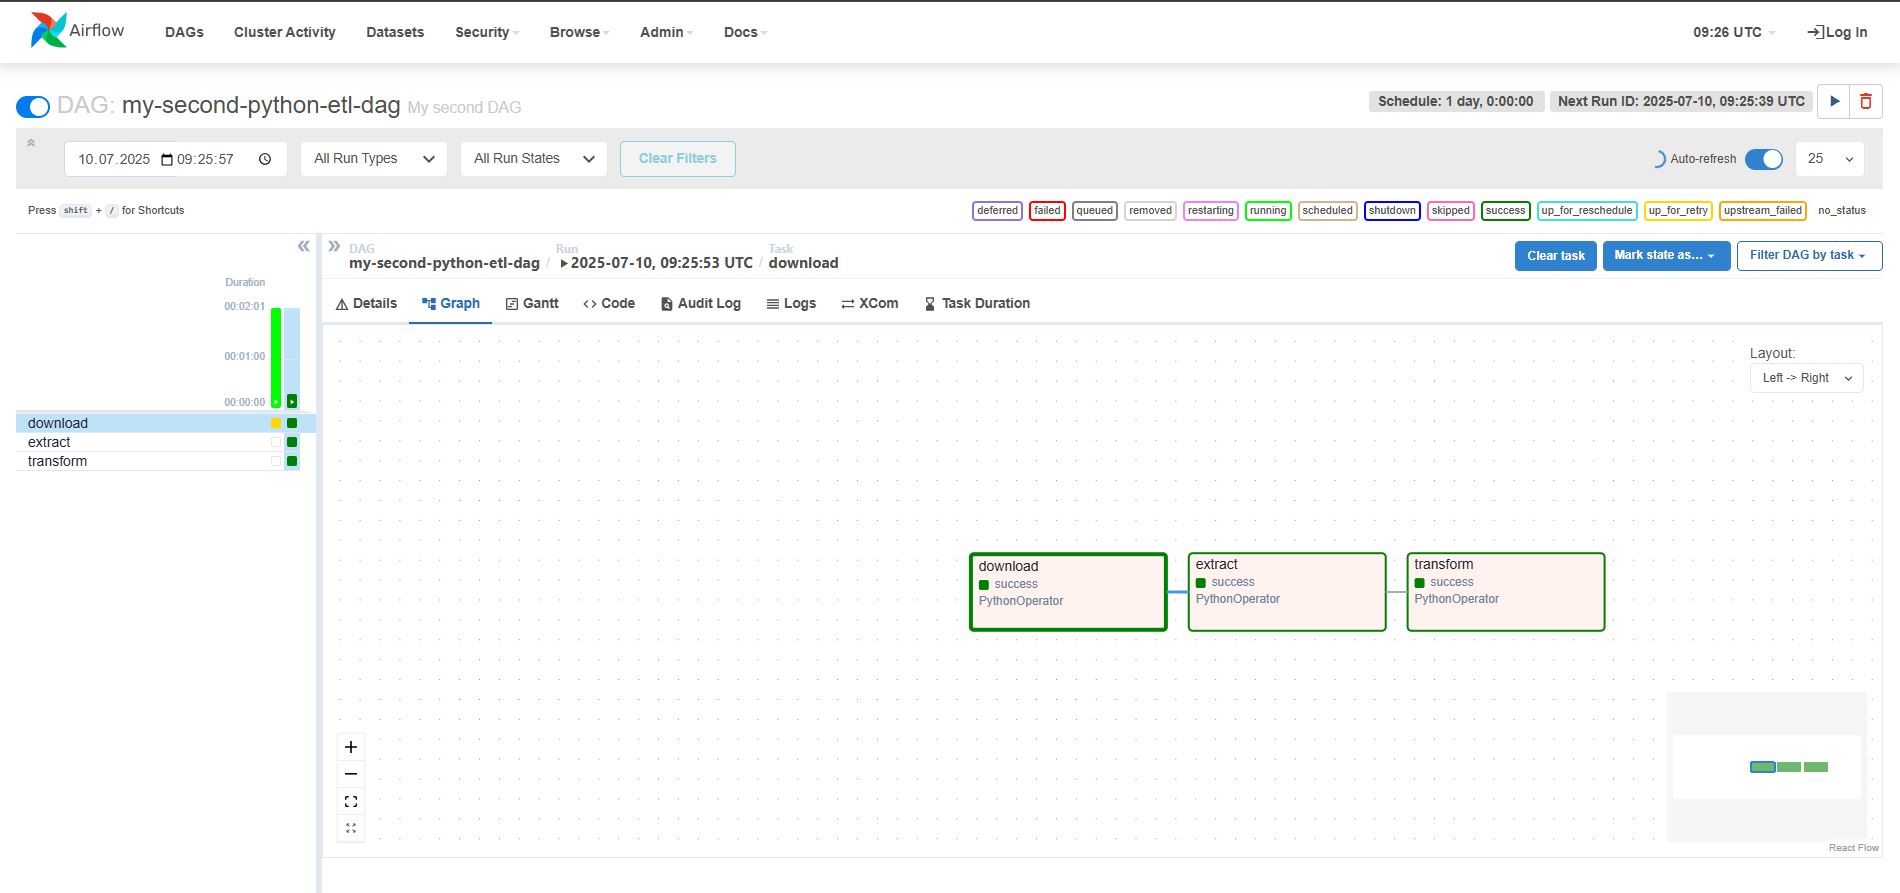 Airflow DAGs Cluster Activity Datasets Security Browse Admin Docs 09:26 UTC Log In
DAG: my-second-python-etl-dag My second DAG Schedule: 1 day, 0:00:00 Next Run ID: 2025-07-10, 09:25:39 UTC
10.07.2025 09:25:57 All Run Types All Run States Clear Filters Auto-refresh 25
Press shift + / for Shortcuts deferred failed queued removed restarting running scheduled shutdown skipped success up_for_reschedule up_for_retry upstream_failed no_status
DAG Run Task
my-second-python-etl-dag / 2025-07-10, 09:25:53 UTC / download Clear task Mark state as... Filter DAG by task
Details Graph Gantt Code Audit Log Logs XCom Task Duration
Duration
00:02:01
00:01:00
00:00:00
download
extract
transform
Layout:
Left -> Right
download
success
PythonOperator
extract
success
PythonOperator
transform
success
PythonOperator
React Flow